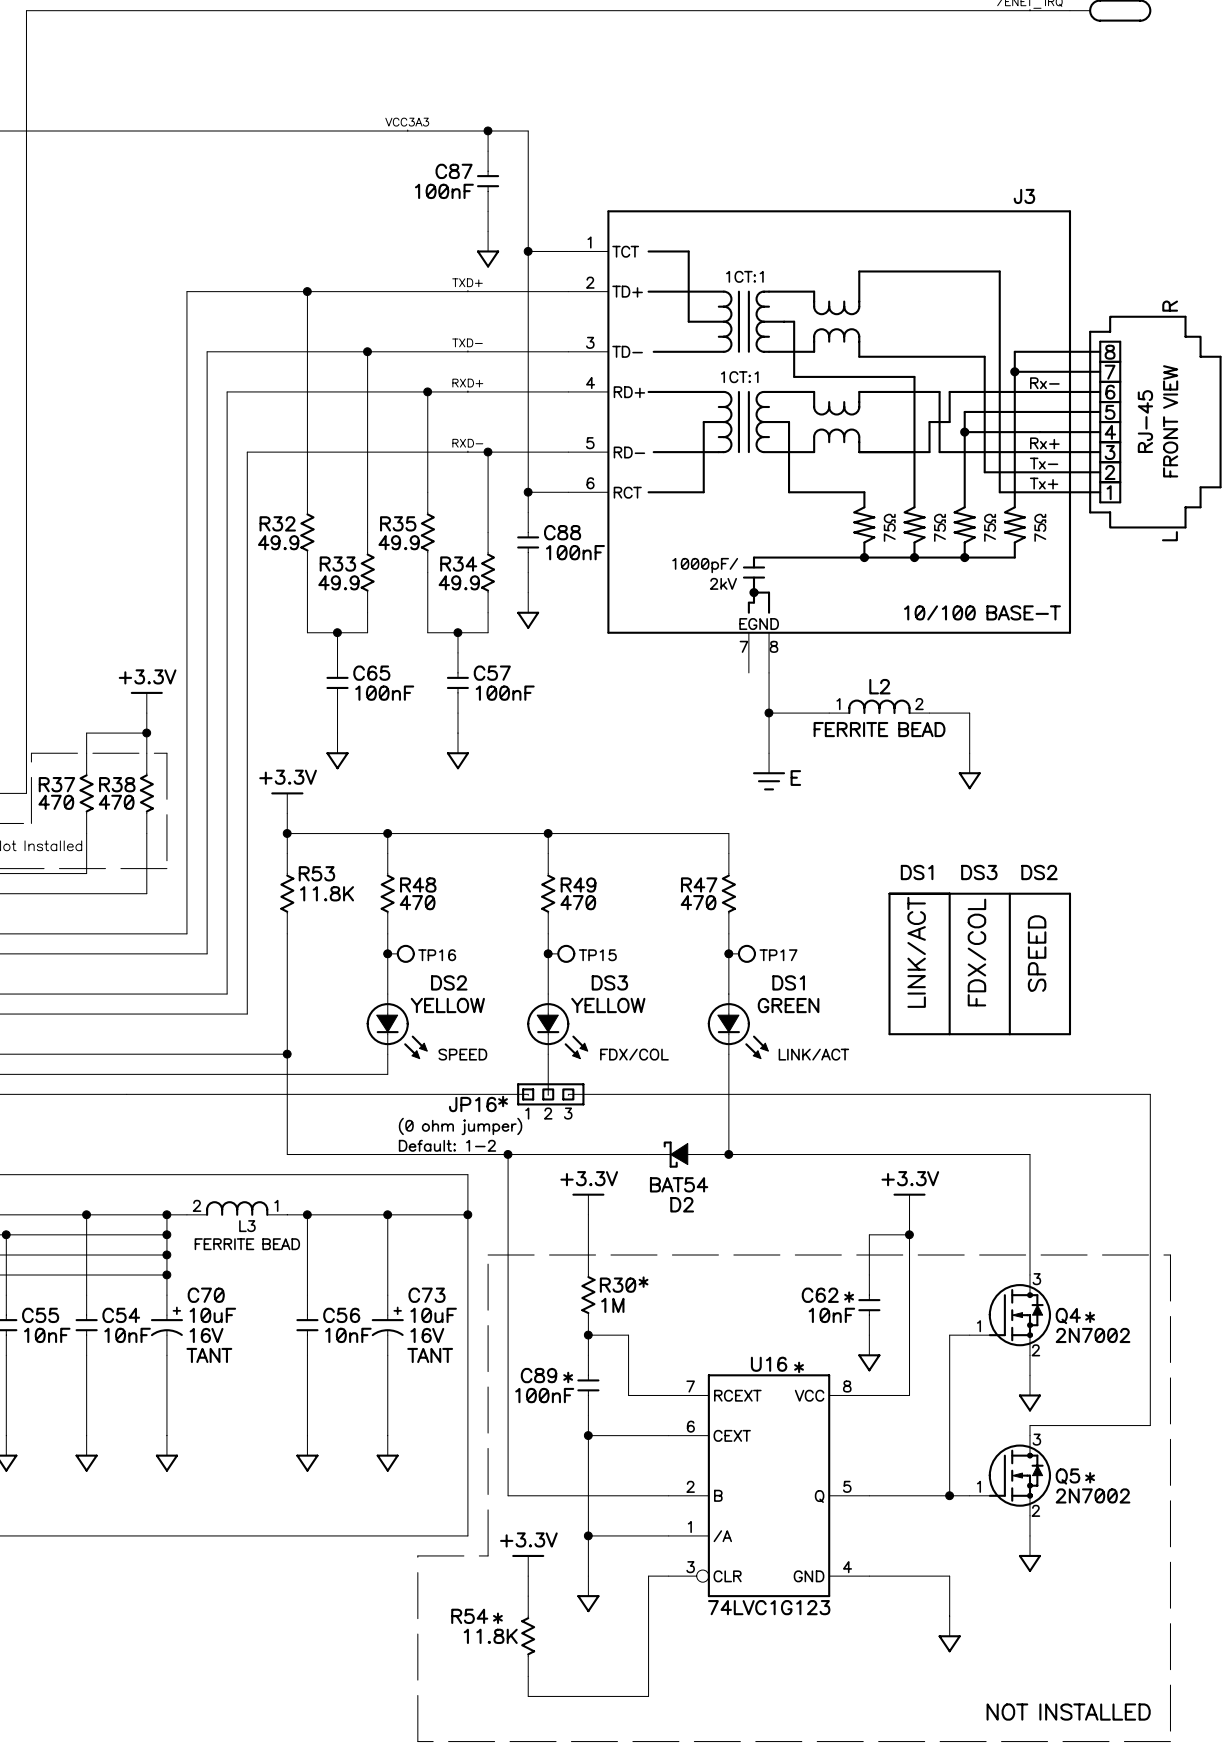 /ENET_IRQ
VCC3A3
C87
100nF
J3
1 TCT
TXD+ 2 TD+
TXD- 3 TD-
RXD+ 4 RD+
RXD- 5 RD-
6 RCT
1CT:1
1CT:1
R
8
7
Rx- 6
5
4
Rx+ 3
Tx- 2
Tx+ 1
RJ-45
FRONT VIEW
L
75Ω
75Ω
75Ω
75Ω
1000pF/
2kV
EGND
7 8
10/100 BASE-T
R32
49.9
R33
49.9
R35
49.9
R34
49.9
C88
100nF
C65
100nF
C57
100nF
L2
1 2
FERRITE BEAD
E
+3.3V
R37
470
R38
470
Not Installed
+3.3V
R53
11.8K
R48
470
R49
470
R47
470
TP16
TP15
TP17
DS2
YELLOW
SPEED
DS3
YELLOW
FDX/COL
DS1
GREEN
LINK/ACT
DS1 DS3 DS2
LINK/ACT
FDX/COL
SPEED
JP16*
1 2 3
(0 ohm jumper)
Default: 1-2
BAT54
D2
2 1
L3
FERRITE BEAD
C55
10nF
C54
10nF
+
C70
10uF
16V
TANT
C56
10nF
+
C73
10uF
16V
TANT
+3.3V
R30*
1M
C89*
100nF
+3.3V
C62*
10nF
U16*
7 RCEXT
6 CEXT
2 B
1 /A
3 CLR
VCC 8
Q 5
GND 4
74LVC1G123
3
1
2
Q4*
2N7002
3
1
2
Q5*
2N7002
+3.3V
R54*
11.8K
NOT INSTALLED